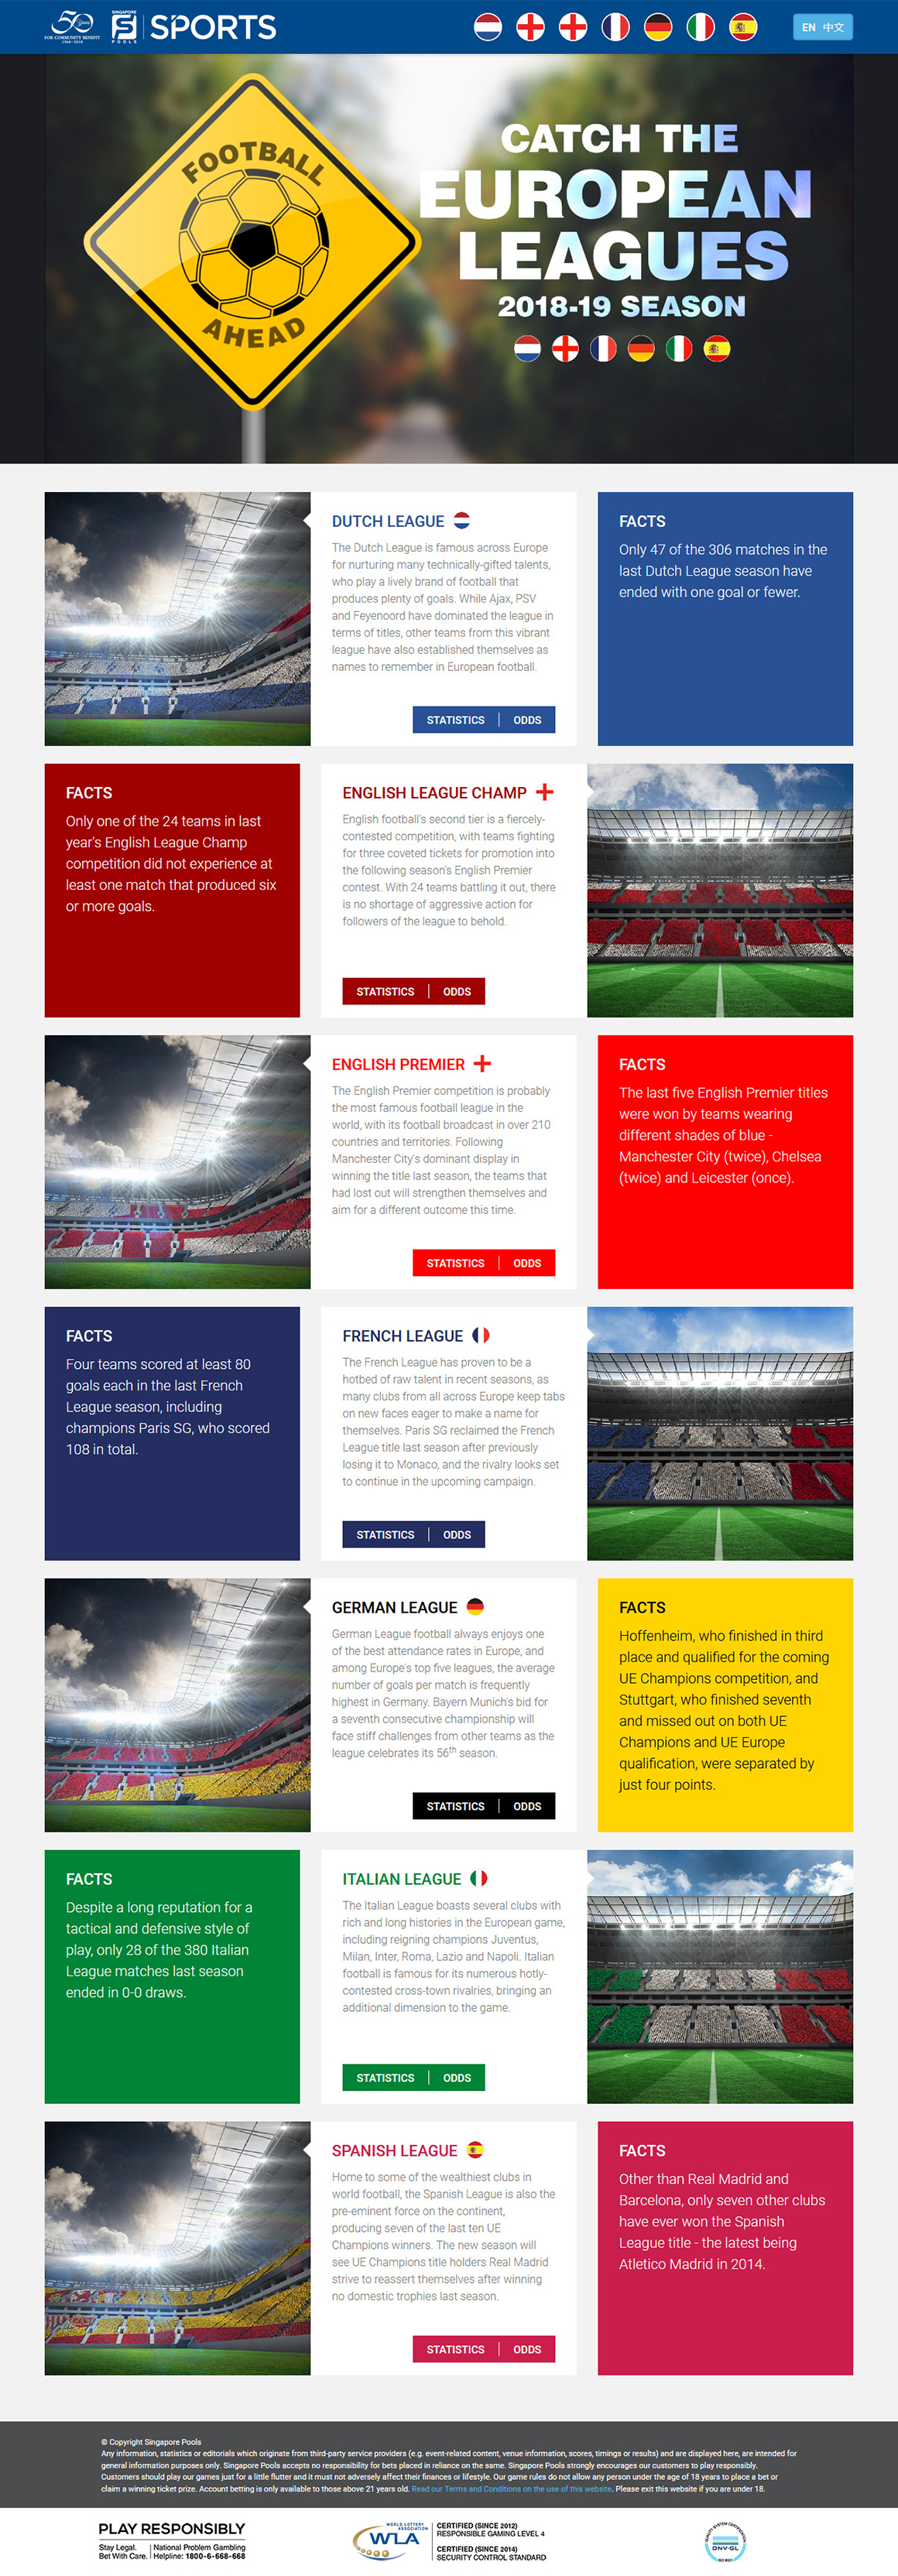 50 Years
FOR COMMUNITY BENEFIT
1968-2018
SINGAPORE
POOLS
SPORTS
EN 中文
FOOTBALL
AHEAD
CATCH THE
EUROPEAN
LEAGUES
2018-19 SEASON
DUTCH LEAGUE
The Dutch League is famous across Europe
for nurturing many technically-gifted talents,
who play a lively brand of football that
produces plenty of goals. While Ajax, PSV
and Feyenoord have dominated the league in
terms of titles, other teams from this vibrant
league have also established themselves as
names to remember in European football.
STATISTICS | ODDS
FACTS
Only 47 of the 306 matches in the
last Dutch League season have
ended with one goal or fewer.
FACTS
Only one of the 24 teams in last
year's English League Champ
competition did not experience at
least one match that produced six
or more goals.
ENGLISH LEAGUE CHAMP
English football's second tier is a fiercely-
contested competition, with teams fighting
for three coveted tickets for promotion into
the following season's English Premier
contest. With 24 teams battling it out, there
is no shortage of aggressive action for
followers of the league to behold.
STATISTICS | ODDS
ENGLISH PREMIER
The English Premier competition is probably
the most famous football league in the
world, with its football broadcast in over 210
countries and territories. Following
Manchester City's dominant display in
winning the title last season, the teams that
had lost out will strengthen themselves and
aim for a different outcome this time.
STATISTICS | ODDS
FACTS
The last five English Premier titles
were won by teams wearing
different shades of blue -
Manchester City (twice), Chelsea
(twice) and Leicester (once).
FACTS
Four teams scored at least 80
goals each in the last French
League season, including
champions Paris SG, who scored
108 in total.
FRENCH LEAGUE
The French League has proven to be a
hotbed of raw talent in recent seasons, as
many clubs from all across Europe keep tabs
on new faces eager to make a name for
themselves. Paris SG reclaimed the French
League title last season after previously
losing it to Monaco, and the rivalry looks set
to continue in the upcoming campaign.
STATISTICS | ODDS
GERMAN LEAGUE
German League football always enjoys one
of the best attendance rates in Europe, and
among Europe's top five leagues, the average
number of goals per match is frequently
highest in Germany. Bayern Munich's bid for
a seventh consecutive championship will
face stiff challenges from other teams as the
league celebrates its 56th season.
STATISTICS | ODDS
FACTS
Hoffenheim, who finished in third
place and qualified for the coming
UE Champions competition, and
Stuttgart, who finished seventh
and missed out on both UE
Champions and UE Europe
qualification, were separated by
just four points.
FACTS
Despite a long reputation for a
tactical and defensive style of
play, only 28 of the 380 Italian
League matches last season
ended in 0-0 draws.
ITALIAN LEAGUE
The Italian League boasts several clubs with
rich and long histories in the European game,
including reigning champions Juventus,
Milan, Inter, Roma, Lazio and Napoli. Italian
football is famous for its numerous hotly-
contested cross-town rivalries, bringing an
additional dimension to the game.
STATISTICS | ODDS
SPANISH LEAGUE
Home to some of the wealthiest clubs in
world football, the Spanish League is also the
pre-eminent force on the continent,
producing seven of the last ten UE
Champions winners. The new season will
see UE Champions title holders Real Madrid
strive to reassert themselves after winning
no domestic trophies last season.
STATISTICS | ODDS
FACTS
Other than Real Madrid and
Barcelona, only seven other clubs
have ever won the Spanish
League title - the latest being
Atletico Madrid in 2014.
© Copyright Singapore Pools
Any information, statistics or editorials which originate from third-party service providers (e.g. event-related content, venue information, scores, timings or results) and are displayed here, are intended for
general information purposes only. Singapore Pools accepts no responsibility for bets placed in reliance on the same. Singapore Pools strongly encourages our customers to play responsibly.
Customers should play our games just for a little flutter and it must not adversely affect their finances or lifestyle. Our game rules do not allow any person under the age of 18 years to place a bet or
claim a winning ticket prize. Account betting is only available to those above 21 years old. Read our Terms and Conditions on the use of this website. Please exit this website if you are under 18.
PLAY RESPONSIBLY
Stay Legal. | National Problem Gambling
Bet With Care. | Helpline: 1800-6-668-668
WORLD LOTTERY
ASSOCIATION
WLA
CERTIFIED (SINCE 2012)
RESPONSIBLE GAMING LEVEL 4
CERTIFIED (SINCE 2014)
SECURITY CONTROL STANDARD
QUALITY SYSTEM CERTIFICATION
DNV·GL
ISO 9001